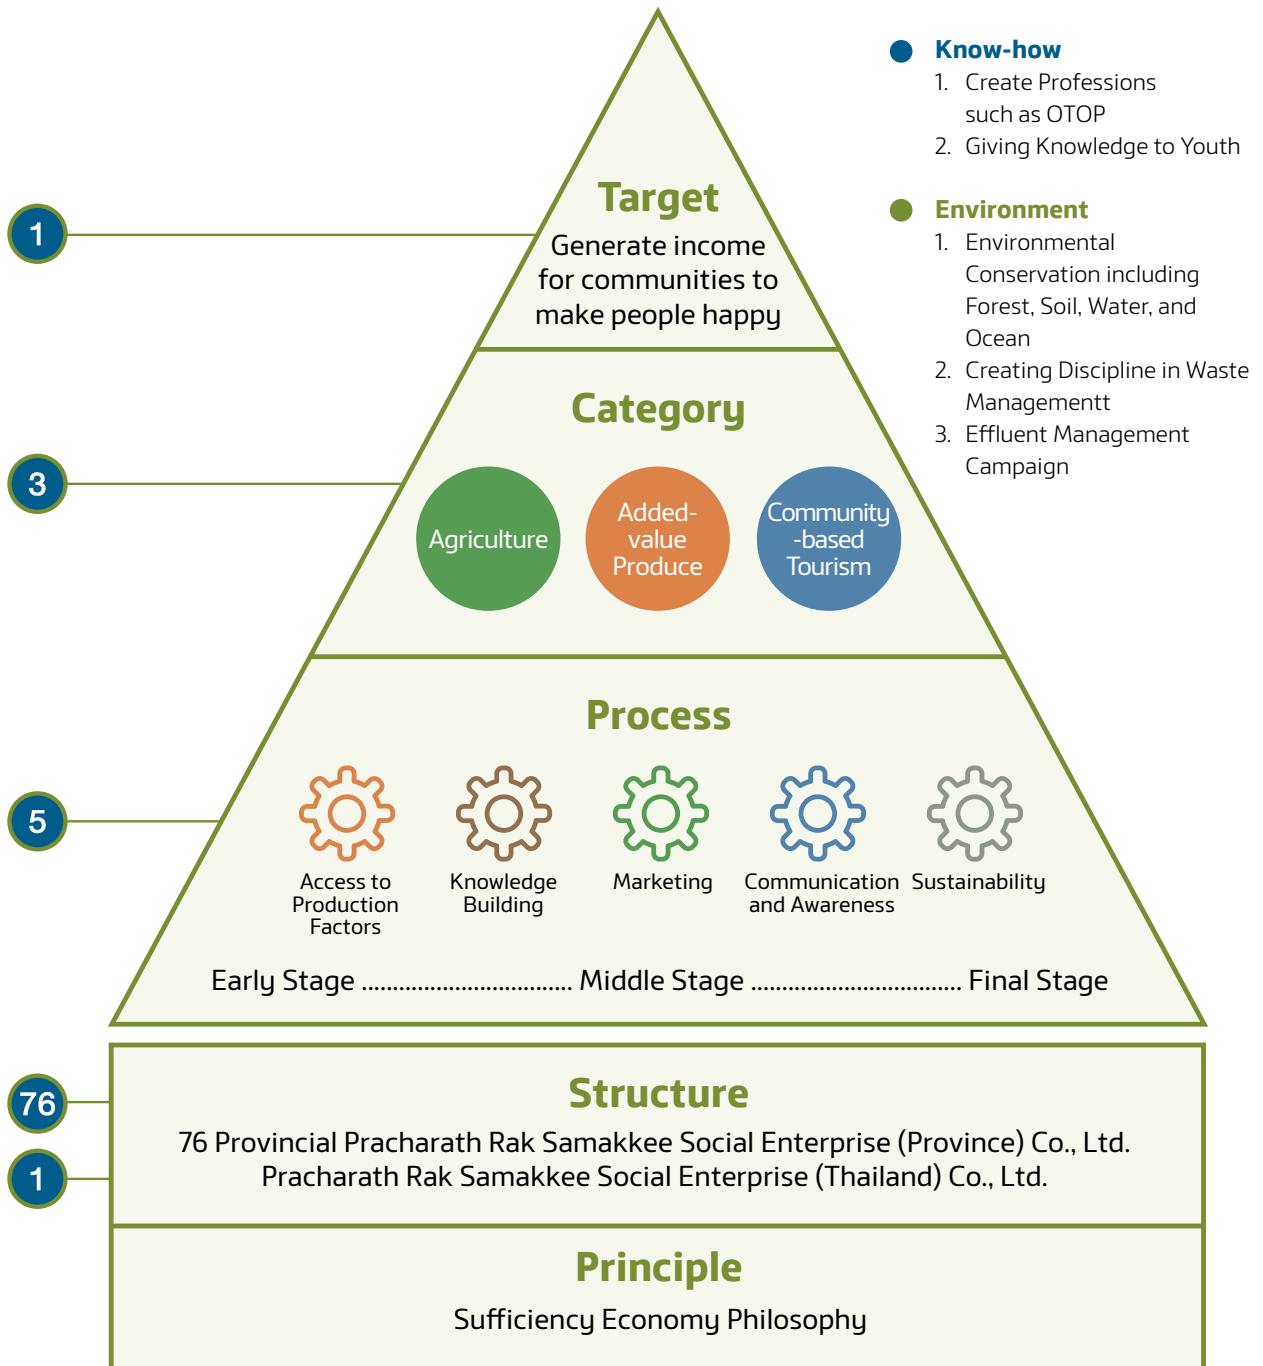 Know-how
1. Create Professions
such as OTOP
2. Giving Knowledge to Youth
Environment
1. Environmental
Conservation including
Forest, Soil, Water, and
Ocean
2. Creating Discipline in Waste
Managementt
3. Effluent Management
Campaign
1
Target
Generate income
for communities to
make people happy
3
Category
Agriculture
Added-
value
Produce
Community
-based
Tourism
5
Process
Access to
Production
Factors
Knowledge
Building
Marketing
Communication
and Awareness
Sustainability
Early Stage .................................. Middle Stage .................................. Final Stage
76
1
Structure
76 Provincial Pracharath Rak Samakkee Social Enterprise (Province) Co., Ltd.
Pracharath Rak Samakkee Social Enterprise (Thailand) Co., Ltd.
Principle
Sufficiency Economy Philosophy